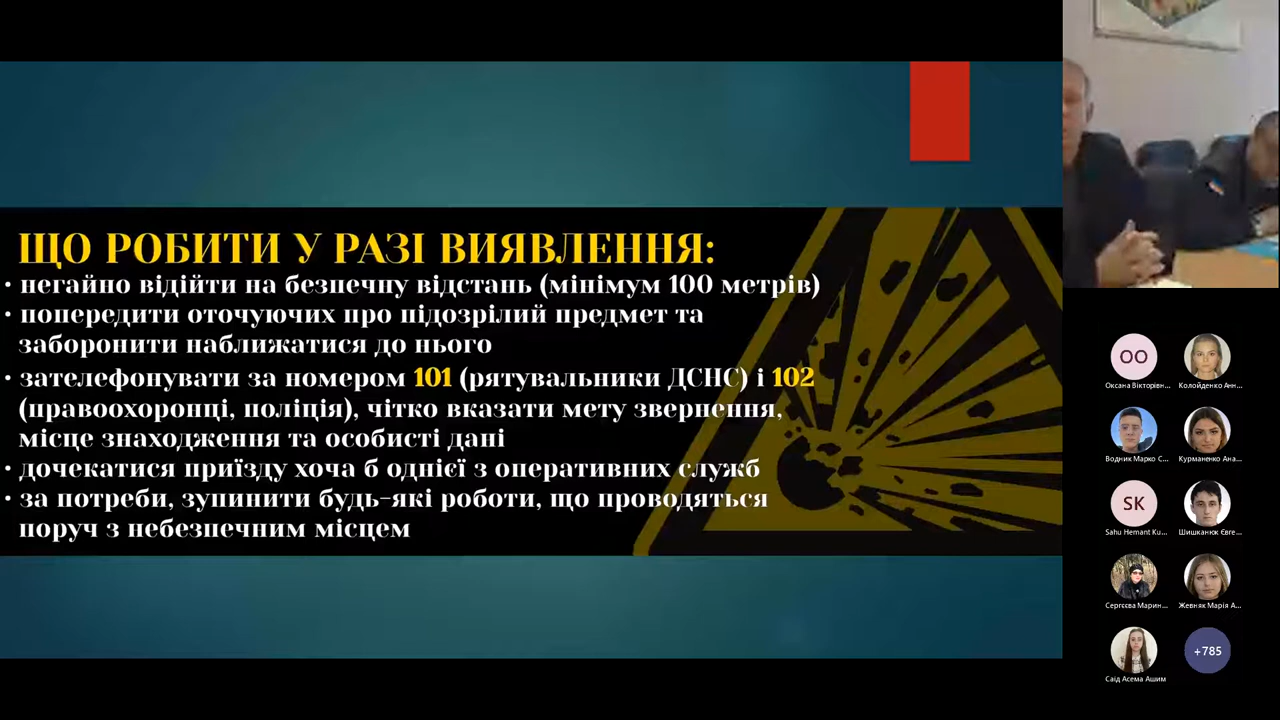 ЩО РОБИТИ У РАЗІ ВИЯВЛЕННЯ:
• негайно відійти на безпечну відстань (мінімум 100 метрів)
• попередити оточуючих про підозрілий предмет та
заборонити наближатися до нього
• зателефонувати за номером 101 (рятувальники ДСНС) і 102
(правоохоронці, поліція), чітко вказати мету звернення,
місце знаходження та особисті дані
• дочекатися приїзду хоча б однієї з оперативних служб
• за потреби, зупинити будь-які роботи, що проводяться
поруч з небезпечним місцем
ОО
Оксана Вікторівн...
Колойденко Анн...
Водник Марко С...
Курманенко Ана...
SK
Sahu Hemant Ku...
Шишканюк Євге...
Сергєєва Марин...
Жевняк Марія А...
Саід Асема Ашим
+785